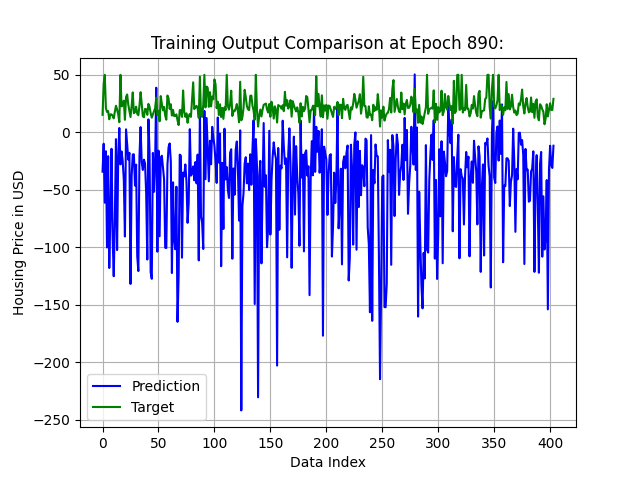 Training Output Comparison at Epoch 890:
50
0
−50
−100
−150
−200
−250
Housing Price in USD
Prediction
Target
0 50 100 150 200 250 300 350 400
Data Index